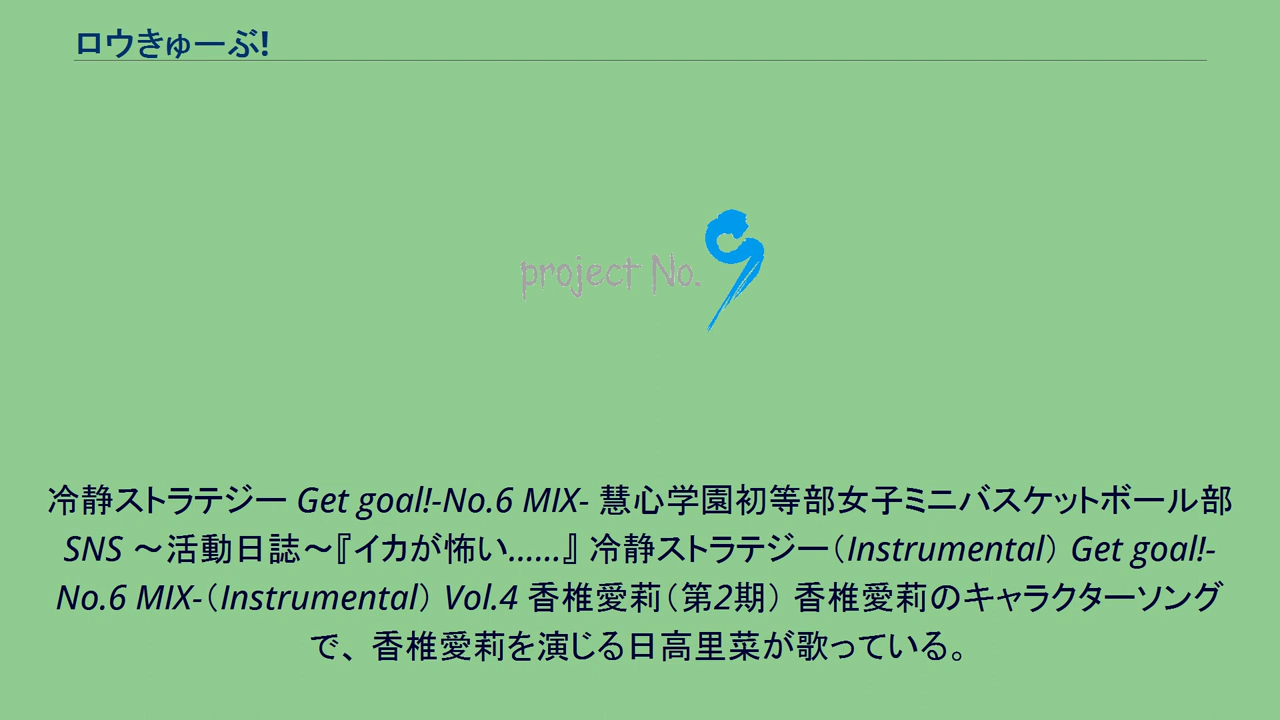 ロウきゅーぶ!
project No.9
冷静ストラテジー Get goal!-No.6 MIX- 慧心学園初等部女子ミニバスケットボール部
SNS 〜活動日誌〜『イカが怖い……』 冷静ストラテジー（Instrumental） Get goal!-
No.6 MIX-（Instrumental） Vol.4 香椎愛莉（第2期） 香椎愛莉のキャラクターソング
で、香椎愛莉を演じる日高里菜が歌っている。